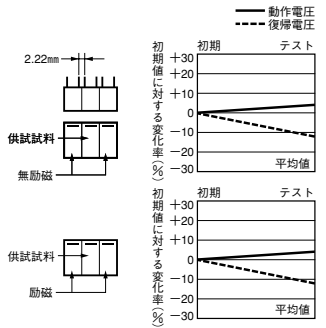 動作電圧
復帰電圧
2.22mm
供試試料
無励磁
初期値に対する変化率(%)
初期
テスト
+30
+20
+10
0
−10
−20
−30
平均値
供試試料
励磁
初期値に対する変化率(%)
初期
テスト
+30
+20
+10
0
−10
−20
−30
平均値